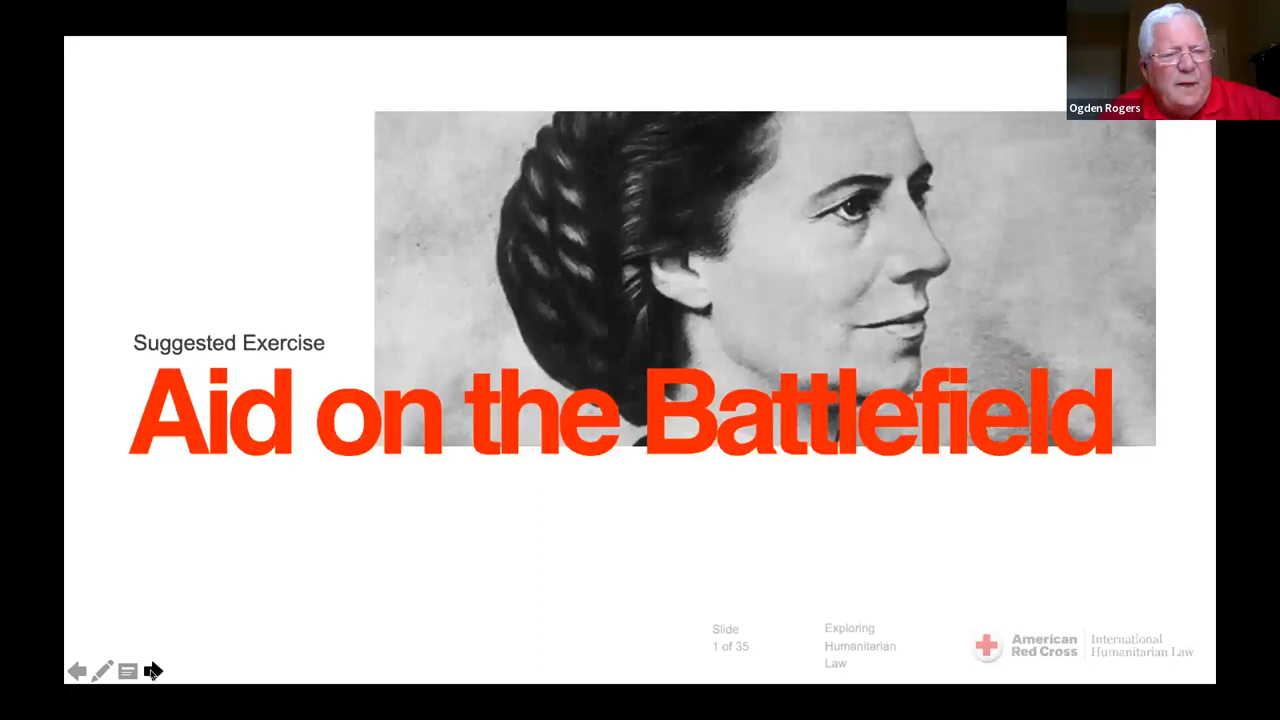 Ogden Rogers
Suggested Exercise
Aid on the Battlefield
Slide
1 of 35
Exploring
Humanitarian
Law
American
Red Cross
International
Humanitarian Law